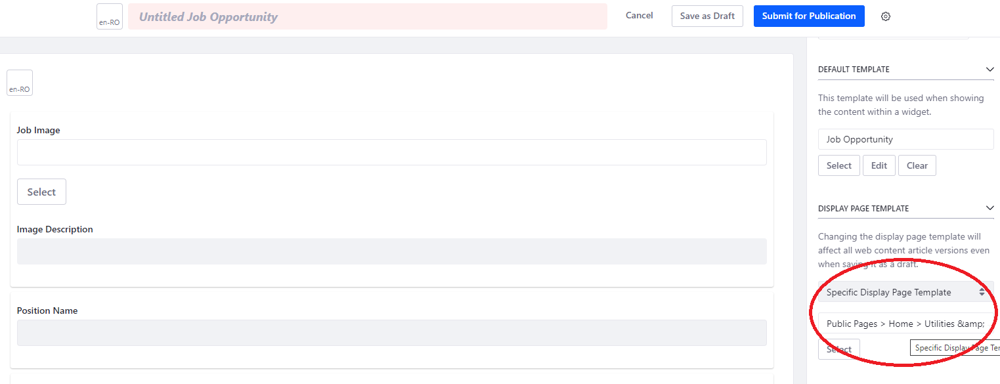 en-RO
Untitled Job Opportunity
Cancel
Save as Draft
Submit for Publication
en-RO
Job Image
Select
Image Description
Position Name
DEFAULT TEMPLATE
This template will be used when showing
the content within a widget.
Job Opportunity
Select Edit Clear
DISPLAY PAGE TEMPLATE
Changing the display page template will
affect all web content article versions even
when saving it as a draft.
Specific Display Page Template
Public Pages > Home > Utilities &amp;
Select
Specific Display Page Ter